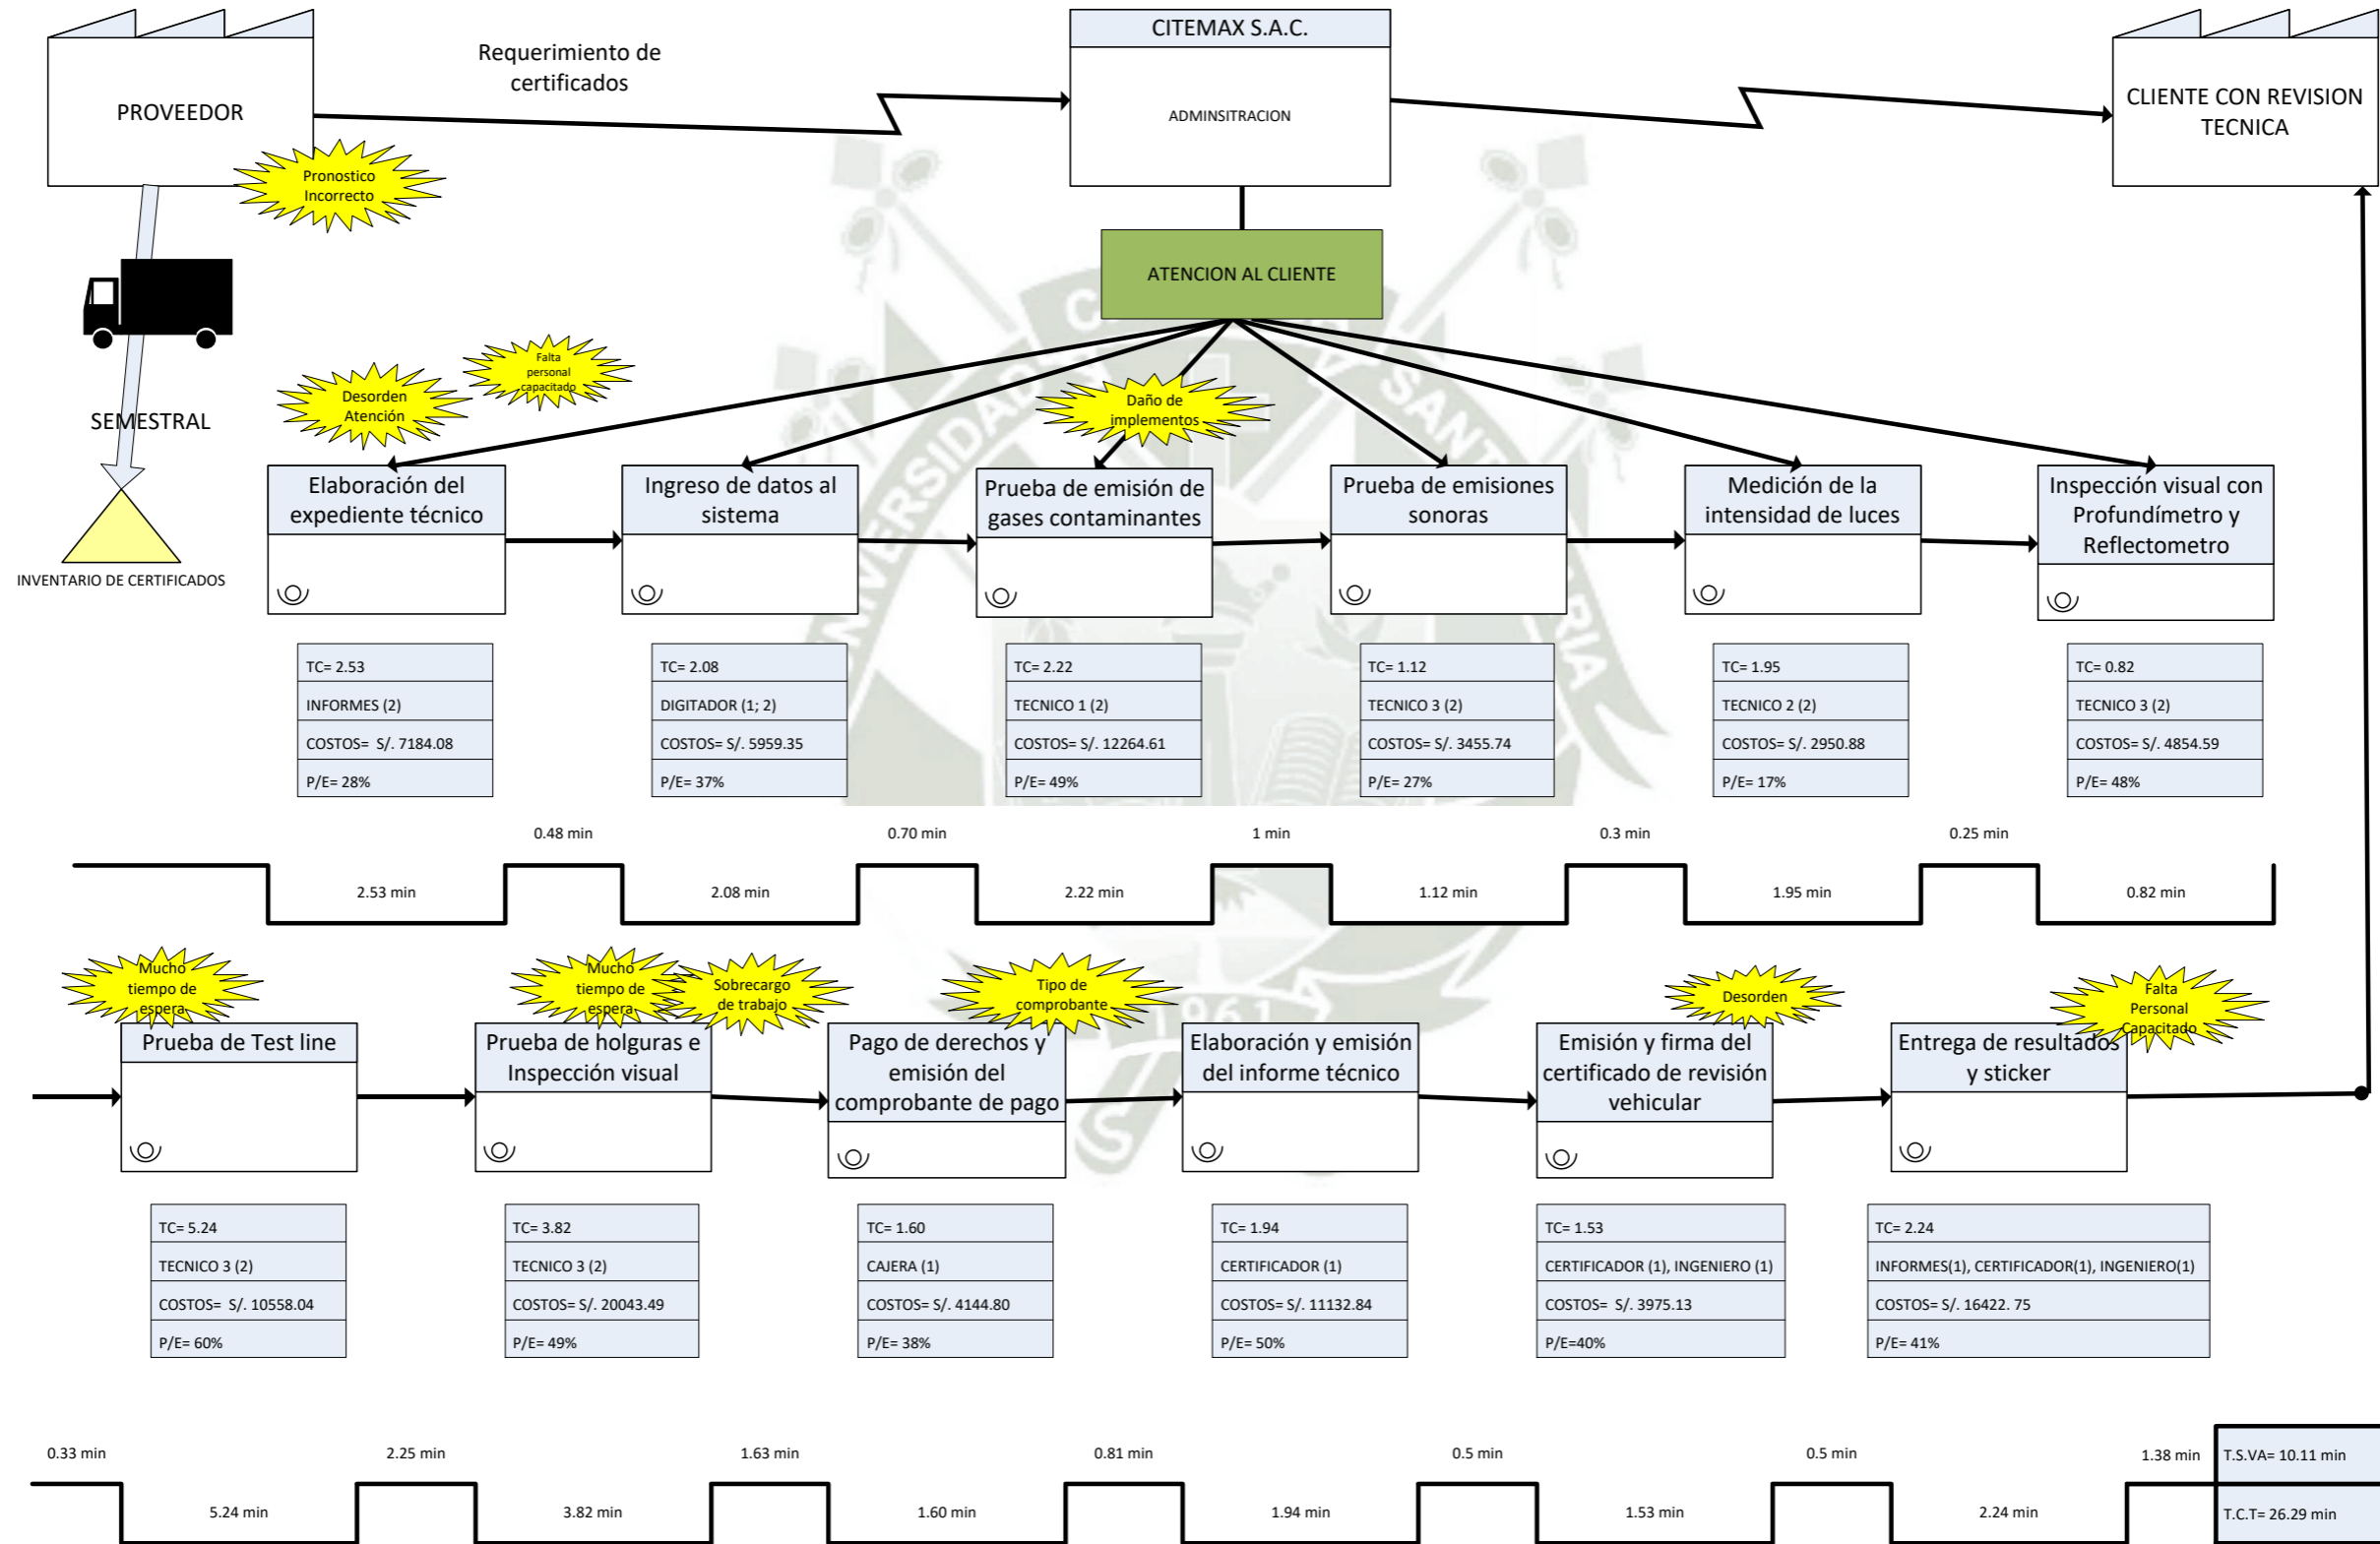 CITEMAX S.A.C.
Requerimiento de
certificados
PROVEEDOR
ADMINSITRACION
CLIENTE CON REVISION
TECNICA
Pronostico
Incorrecto
ATENCION AL CLIENTE
Falta
personal
capacitado
Desorden
Atención
Daño de
implementos
SEMESTRAL
INVENTARIO DE CERTIFICADOS
Elaboración del
expediente técnico
Ingreso de datos al
sistema
Prueba de emisión de
gases contaminantes
Prueba de emisiones
sonoras
Medición de la
intensidad de luces
Inspección visual con
Profundímetro y
Reflectometro
TC= 2.53
INFORMES (2)
COSTOS= S/. 7184.08
P/E= 28%
TC= 2.08
DIGITADOR (1; 2)
COSTOS= S/. 5959.35
P/E= 37%
TC= 2.22
TECNICO 1 (2)
COSTOS= S/. 12264.61
P/E= 49%
TC= 1.12
TECNICO 3 (2)
COSTOS= S/. 3455.74
P/E= 27%
TC= 1.95
TECNICO 2 (2)
COSTOS= S/. 2950.88
P/E= 17%
TC= 0.82
TECNICO 3 (2)
COSTOS= S/. 4854.59
P/E= 48%
0.48 min
0.70 min
1 min
0.3 min
0.25 min
2.53 min
2.08 min
2.22 min
1.12 min
1.95 min
0.82 min
Mucho
tiempo de
espera
Mucho
tiempo de
espera
Sobrecargo
de trabajo
Tipo de
comprobante
Desorden
Falta
Personal
Capacitado
1961
Prueba de Test line
Prueba de holguras e
Inspección visual
Pago de derechos y
emisión del
comprobante de pago
Elaboración y emisión
del informe técnico
Emisión y firma del
certificado de revisión
vehicular
Entrega de resultados
y sticker
TC= 5.24
TECNICO 3 (2)
COSTOS= S/. 10558.04
P/E= 60%
TC= 3.82
TECNICO 3 (2)
COSTOS= S/. 20043.49
P/E= 49%
TC= 1.60
CAJERA (1)
COSTOS= S/. 4144.80
P/E= 38%
TC= 1.94
CERTIFICADOR (1)
COSTOS= S/. 11132.84
P/E= 50%
TC= 1.53
CERTIFICADOR (1), INGENIERO (1)
COSTOS= S/. 3975.13
P/E=40%
TC= 2.24
INFORMES(1), CERTIFICADOR(1), INGENIERO(1)
COSTOS= S/. 16422. 75
P/E= 41%
0.33 min
2.25 min
1.63 min
0.81 min
0.5 min
0.5 min
1.38 min
T.S.VA= 10.11 min
5.24 min
3.82 min
1.60 min
1.94 min
1.53 min
2.24 min
T.C.T= 26.29 min